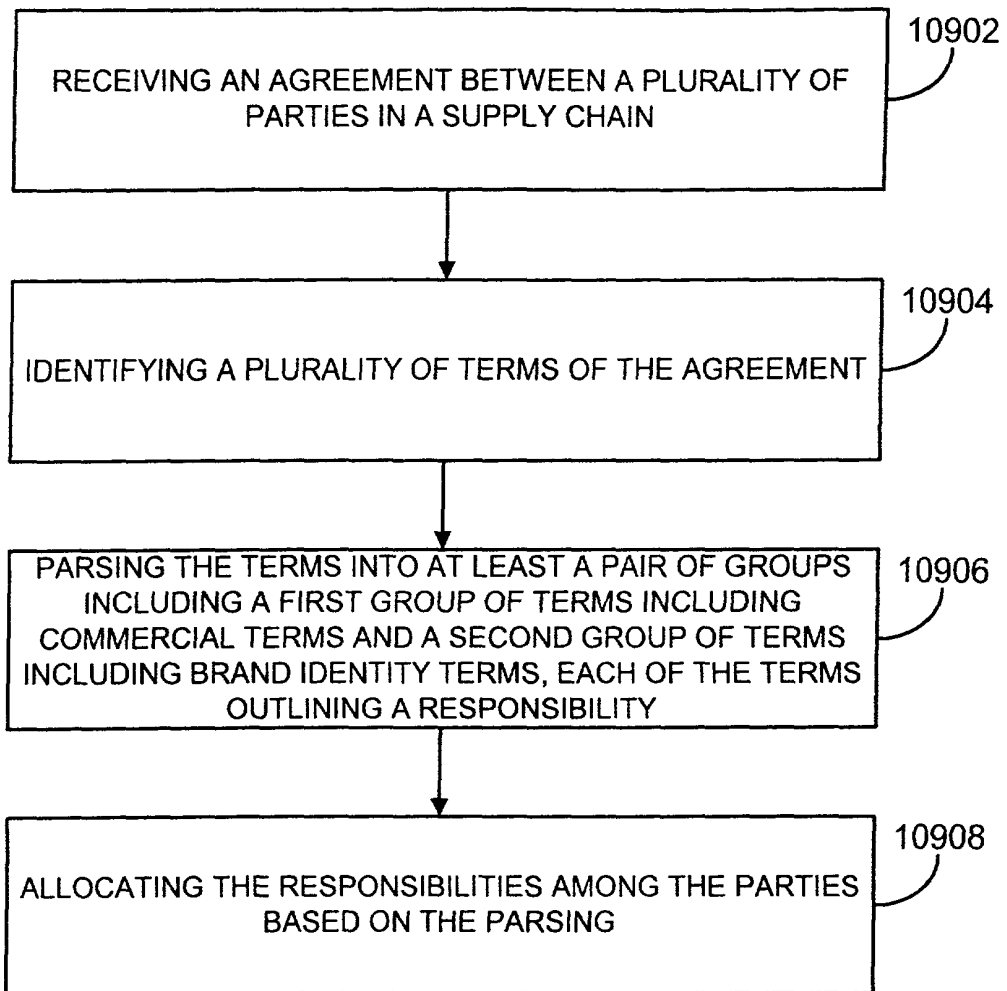 10902
RECEIVING AN AGREEMENT BETWEEN A PLURALITY OF
PARTIES IN A SUPPLY CHAIN
10904
IDENTIFYING A PLURALITY OF TERMS OF THE AGREEMENT
10906
PARSING THE TERMS INTO AT LEAST A PAIR OF GROUPS
INCLUDING A FIRST GROUP OF TERMS INCLUDING
COMMERCIAL TERMS AND A SECOND GROUP OF TERMS
INCLUDING BRAND IDENTITY TERMS, EACH OF THE TERMS
OUTLINING A RESPONSIBILITY
10908
ALLOCATING THE RESPONSIBILITIES AMONG THE PARTIES
BASED ON THE PARSING